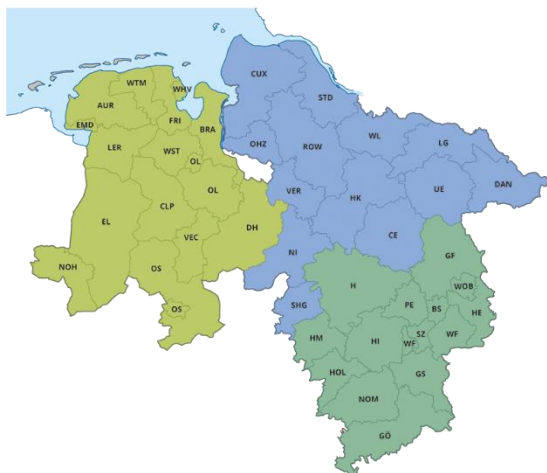 CUX
WTM
WHV
STD
AUR
EMD
FRI
BRA
WL
LG
LER
WST
OHZ
ROW
OL
DAN
EL
CLP
OL
VER
HK
UE
VEC
DH
CE
NOH
OS
NI
GF
H
WOB
OS
SHG
PE
BS
HE
HM
HI
SZ
WF
WF
HOL
GS
NOM
GÖ